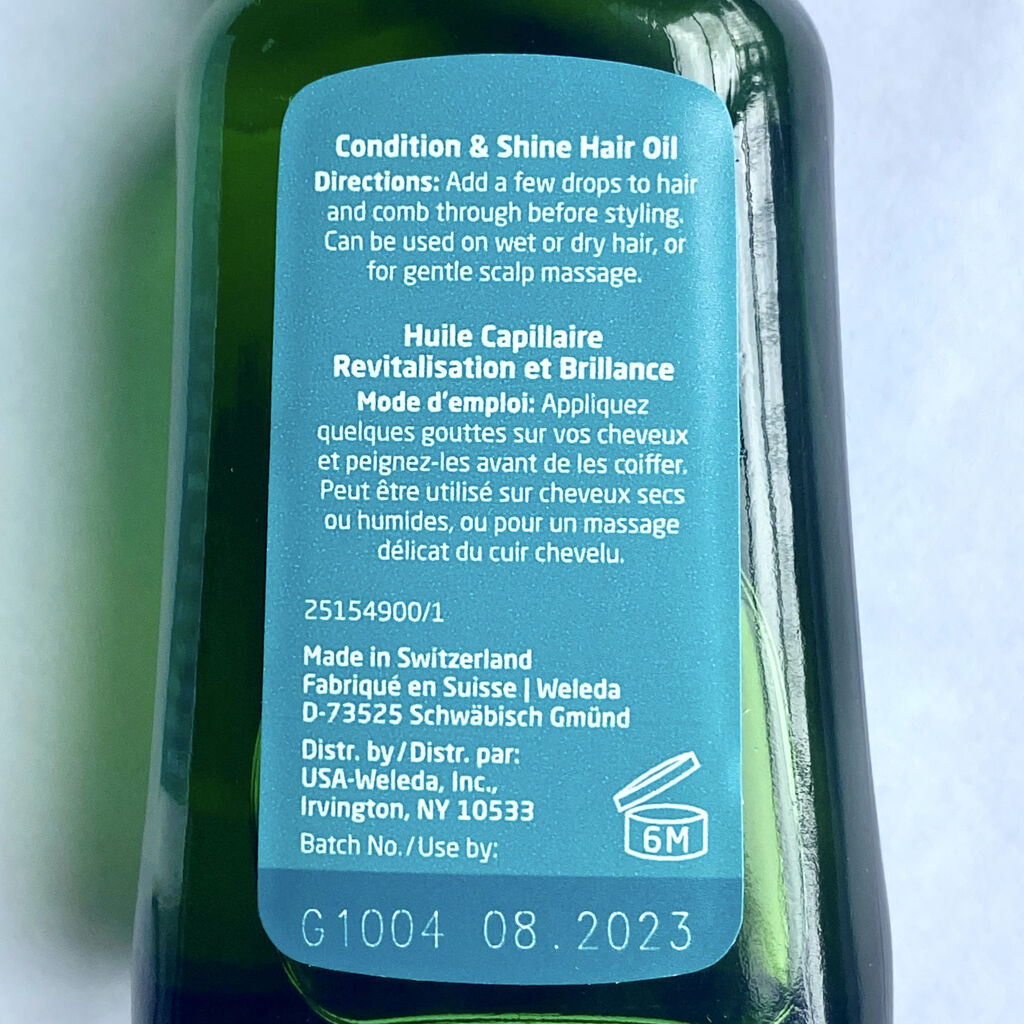 Condition & Shine Hair Oil
Directions: Add a few drops to hair
and comb through before styling.
Can be used on wet or dry hair, or
for gentle scalp massage.
Huile Capillaire
Revitalisation et Brillance
Mode d'emploi: Appliquez
quelques gouttes sur vos cheveux
et peignez-les avant de les coiffer.
Peut être utilisé sur cheveux secs
ou humides, ou pour un massage
délicat du cuir chevelu.
25154900/1
Made in Switzerland
Fabriqué en Suisse | Weleda
D-73525 Schwäbisch Gmünd
Distr. by/Distr. par:
USA-Weleda, Inc.,
Irvington, NY 10533
6M
Batch No./Use by:
G1004 08.2023